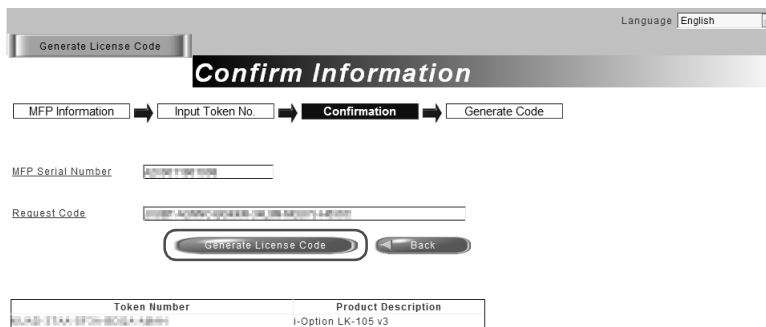 Language English
Generate License Code
Confirm Information
MFP Information Input Token No. Confirmation Generate Code
MFP Serial Number
Request Code
Generate License Code Back
Token Number Product Description
i-Option LK-105 v3